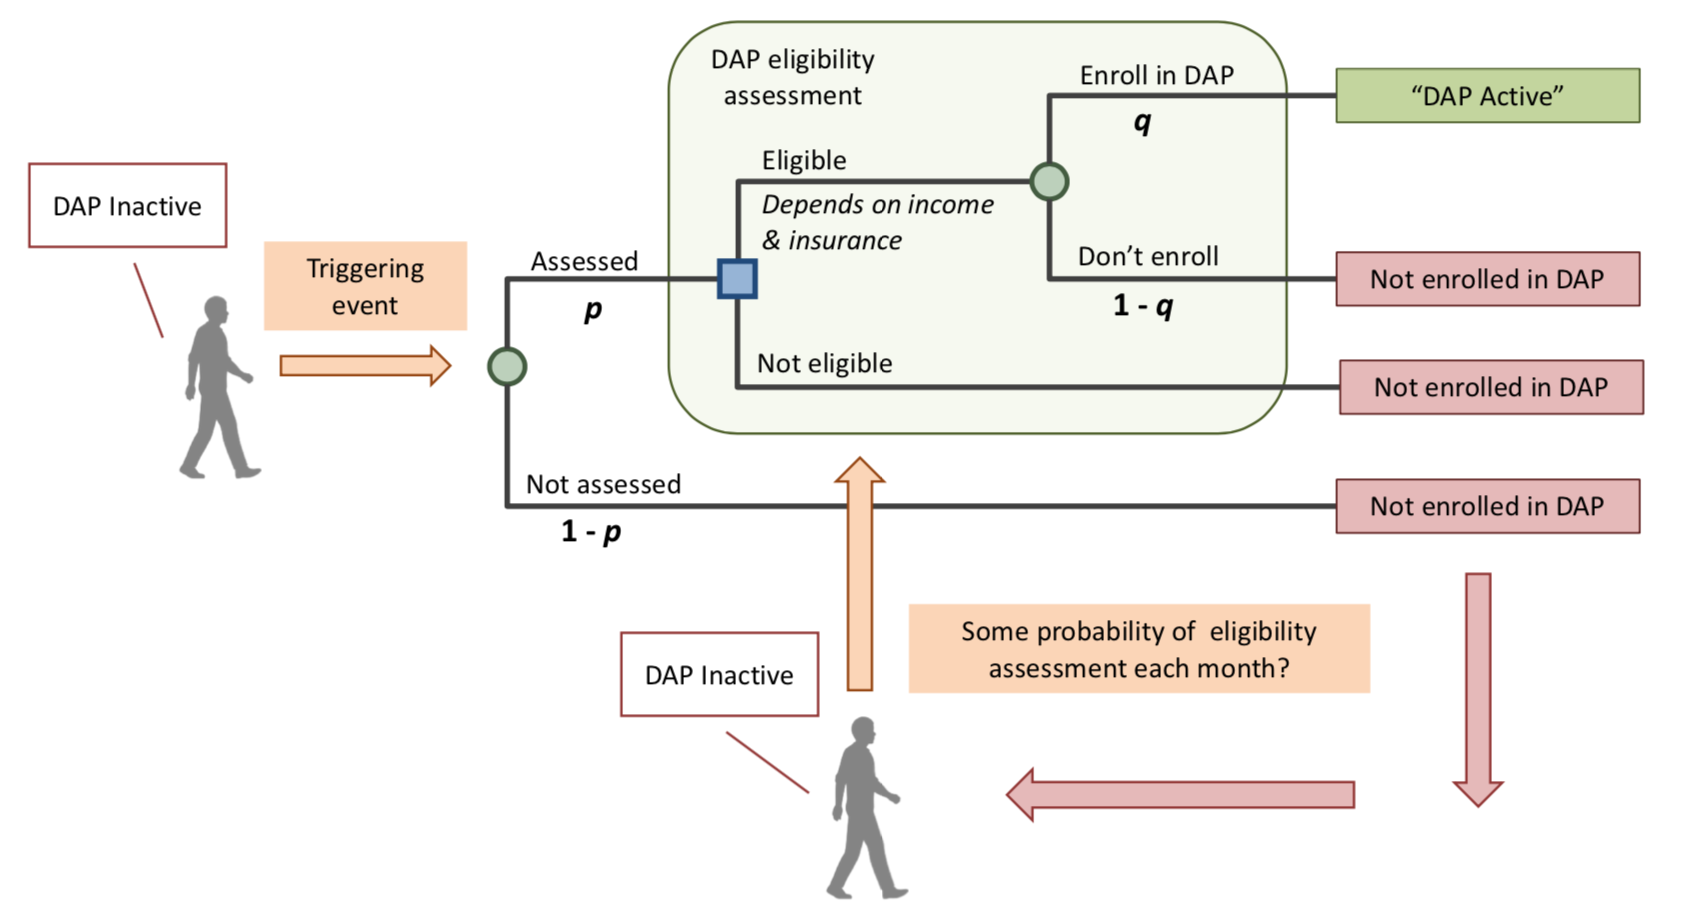 DAP eligibility
assessment
Enroll in DAP
q
“DAP Active”
Eligible
Depends on income
& insurance
DAP Inactive
Triggering
event
Assessed
p
Don’t enroll
1 - q
Not enrolled in DAP
Not eligible
Not enrolled in DAP
Not assessed
1 - p
Not enrolled in DAP
DAP Inactive
Some probability of eligibility
assessment each month?